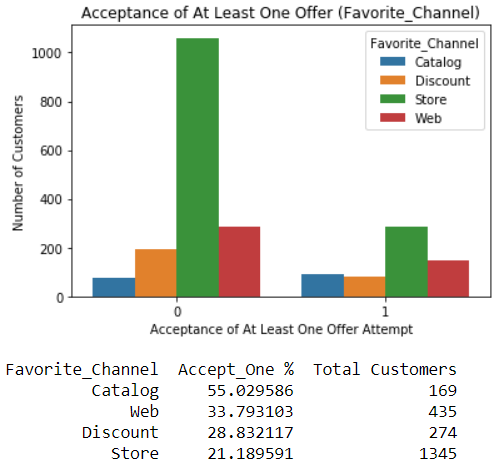 Acceptance of At Least One Offer (Favorite_Channel)
Favorite_Channel
Catalog
Discount
Store
Web
Number of Customers
1000
800
600
400
200
0
0 1
Acceptance of At Least One Offer Attempt
Favorite_Channel Accept_One % Total Customers
Catalog 55.029586 169
Web 33.793103 435
Discount 28.832117 274
Store 21.189591 1345